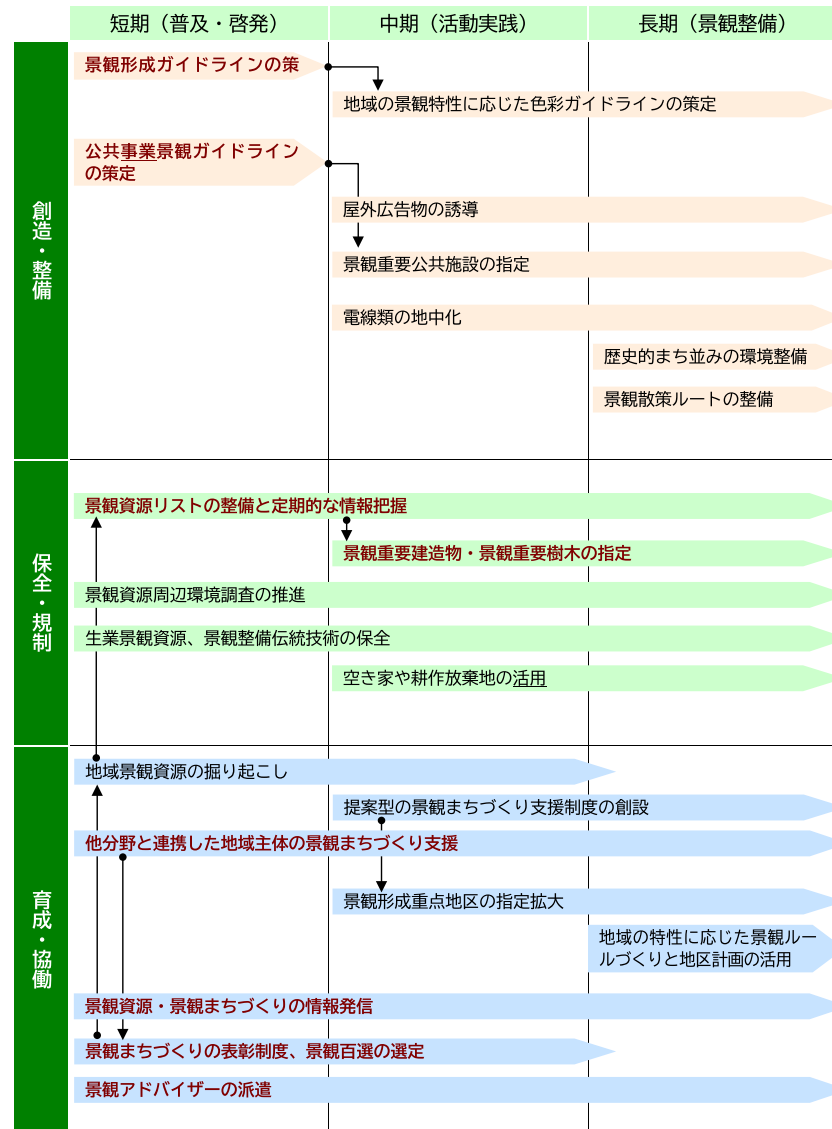 短期（普及・啓発）
中期（活動実践）
長期（景観整備）
創造・整備
景観形成ガイドラインの策
地域の景観特性に応じた色彩ガイドラインの策定
公共事業景観ガイドライン
の策定
屋外広告物の誘導
景観重要公共施設の指定
電線類の地中化
歴史的まち並みの環境整備
景観散策ルートの整備
保全・規制
景観資源リストの整備と定期的な情報把握
景観重要建造物・景観重要樹木の指定
景観資源周辺環境調査の推進
生業景観資源、景観整備伝統技術の保全
空き家や耕作放棄地の活用
育成・協働
地域景観資源の掘り起こし
提案型の景観まちづくり支援制度の創設
他分野と連携した地域主体の景観まちづくり支援
景観形成重点地区の指定拡大
地域の特性に応じた景観ルー
ルづくりと地区計画の活用
景観資源・景観まちづくりの情報発信
景観まちづくりの表彰制度、景観百選の選定
景観アドバイザーの派遣